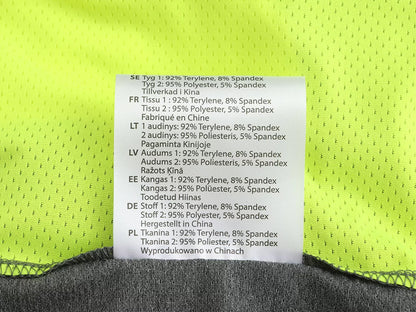 SE Tyg 1: 92% Terylene, 8% Spandex
Tyg 2: 95% Polyester, 5% Spandex
Tillverkad i Kina
FR Tissu 1 : 92% Terylene, 8% Spandex
Tissu 2 : 95% Polyester, 5% Spandex
Fabriqué en Chine
LT 1 audinys: 92% Terylene, 8% Spandex
2 audinys: 95% Poliesteris, 5% Spandex
Pagaminta Kinijoje
LV Audums 1: 92% Terylene, 8% Spandex
Audums 2: 95% Poliesters, 5% Spandex
Ražots Ķīnā
EE Kangas 1: 92% Terylene, 8% Spandex
Kangas 2: 95% Polüester, 5% Spandex
Toodetud Hiinas
DE Stoff 1: 92% Terylene, 8% Spandex
Stoff 2: 95% Polyester, 5% Spandex
Hergestellt in China
PL Tkanina 1: 92% Terylene, 8% Spandex
Tkanina 2: 95% Poliester, 5% Spandex
Wyprodukowano w Chinach